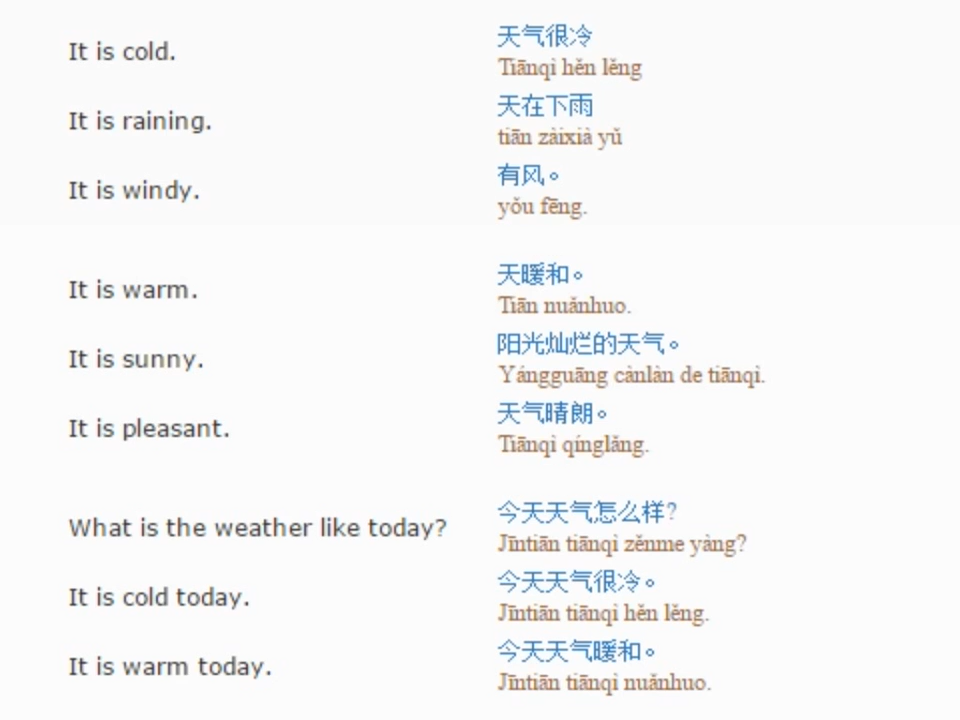 It is cold.
天气很冷
Tiānqì hěn lěng
It is raining.
天在下雨
tiān zàixià yǔ
It is windy.
有风。
yǒu fēng.
It is warm.
天暖和。
Tiān nuǎnhuo.
It is sunny.
阳光灿烂的天气。
Yángguāng cànlàn de tiānqì.
It is pleasant.
天气晴朗。
Tiānqì qínglǎng.
What is the weather like today?
今天天气怎么样?
Jīntiān tiānqì zěnme yàng?
It is cold today.
今天天气很冷。
Jīntiān tiānqì hěn lěng.
It is warm today.
今天天气暖和。
Jīntiān tiānqì nuǎnhuo.